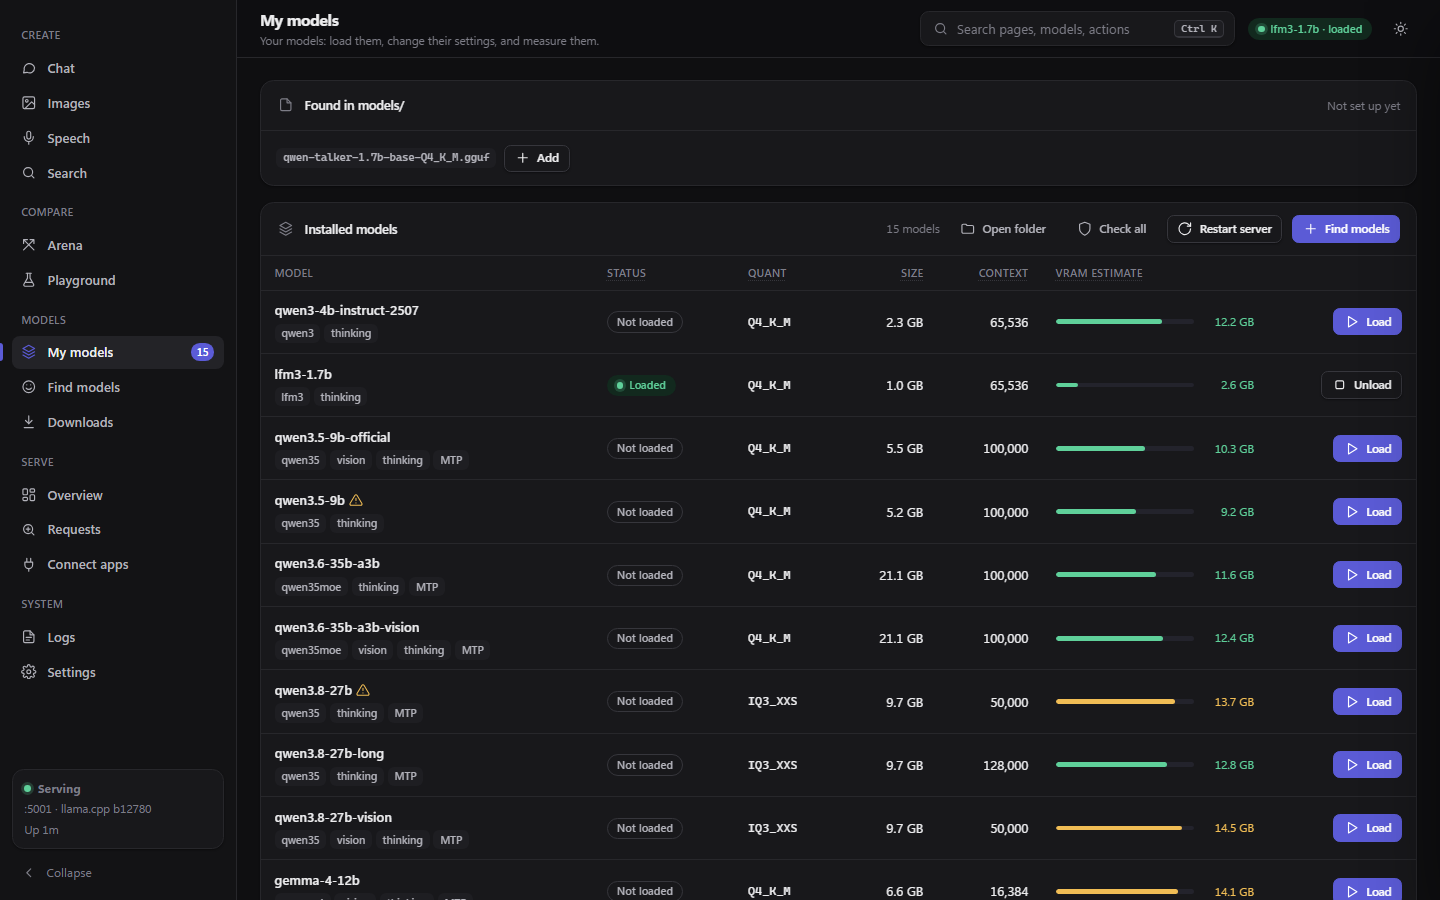 CREATE
Chat
Images
Speech
Search
COMPARE
Arena
Playground
MODELS
My models 15
Find models
Downloads
SERVE
Overview
Requests
Connect apps
SYSTEM
Logs
Settings
Serving
:5001 · llama.cpp b12780
Up 1m
Collapse
My models
Your models: load them, change their settings, and measure them.
Search pages, models, actions Ctrl K
lfm3-1.7b · loaded
Found in models/ Not set up yet
qwen-talker-1.7b-base-Q4_K_M.gguf Add
Installed models 15 models Open folder Check all Restart server Find models
MODEL STATUS QUANT SIZE CONTEXT VRAM ESTIMATE
qwen3-4b-instruct-2507
qwen3 thinking
Not loaded Q4_K_M 2.3 GB 65,536 12.2 GB Load
lfm3-1.7b
lfm3 thinking
Loaded Q4_K_M 1.0 GB 65,536 2.6 GB Unload
qwen3.5-9b-official
qwen35 vision thinking MTP
Not loaded Q4_K_M 5.5 GB 100,000 10.3 GB Load
qwen3.5-9b
qwen35 thinking
Not loaded Q4_K_M 5.2 GB 100,000 9.2 GB Load
qwen3.6-35b-a3b
qwen35moe thinking MTP
Not loaded Q4_K_M 21.1 GB 100,000 11.6 GB Load
qwen3.6-35b-a3b-vision
qwen35moe vision thinking MTP
Not loaded Q4_K_M 21.1 GB 100,000 12.4 GB Load
qwen3.8-27b
qwen35 thinking MTP
Not loaded IQ3_XXS 9.7 GB 50,000 13.7 GB Load
qwen3.8-27b-long
qwen35 thinking MTP
Not loaded IQ3_XXS 9.7 GB 128,000 12.8 GB Load
qwen3.8-27b-vision
qwen35 vision thinking MTP
Not loaded IQ3_XXS 9.7 GB 50,000 14.5 GB Load
gemma-4-12b
Not loaded Q4_K_M 6.6 GB 16,384 14.1 GB Load